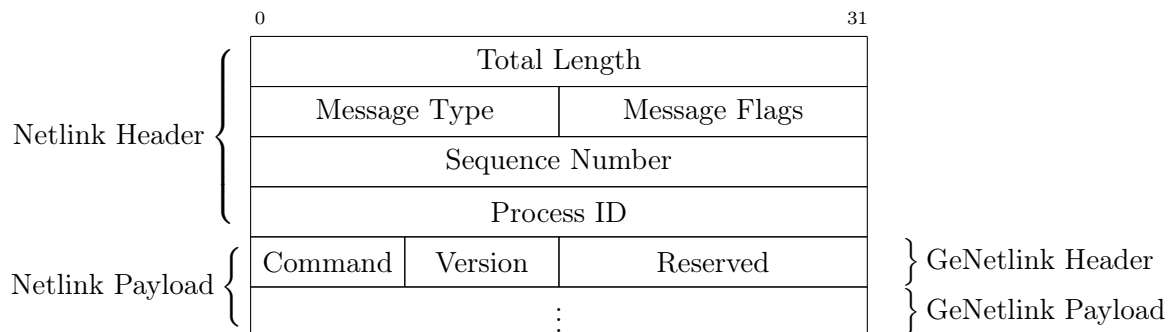 0 31
Total Length
Message Type Message Flags
Netlink Header
Sequence Number
Process ID
Command Version Reserved
GeNetlink Header
Netlink Payload
GeNetlink Payload
⋮